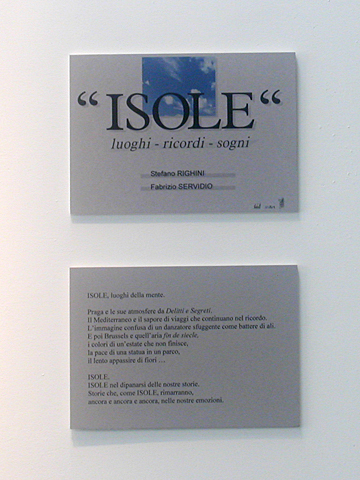 “ISOLE“
luoghi - ricordi - sogni
Stefano RIGHINI
Fabrizio SERVIDIO
ISOLE, luoghi della mente.
Praga e le sue atmosfere da Delitti e Segreti.
Il Mediterraneo e il sapore di viaggi che continuano nel ricordo.
L'immagine confusa di un danzatore sfuggente come battere di ali.
E poi Brussels e quell'aria fin de siecle,
i colori di un'estate che non finisce,
la pace di una statua in un parco,
il lento appassire di fiori ...
ISOLE.
ISOLE nel dipanarsi delle nostre storie.
Storie che, come ISOLE, rimarranno,
ancora e ancora e ancora, nelle nostre emozioni.